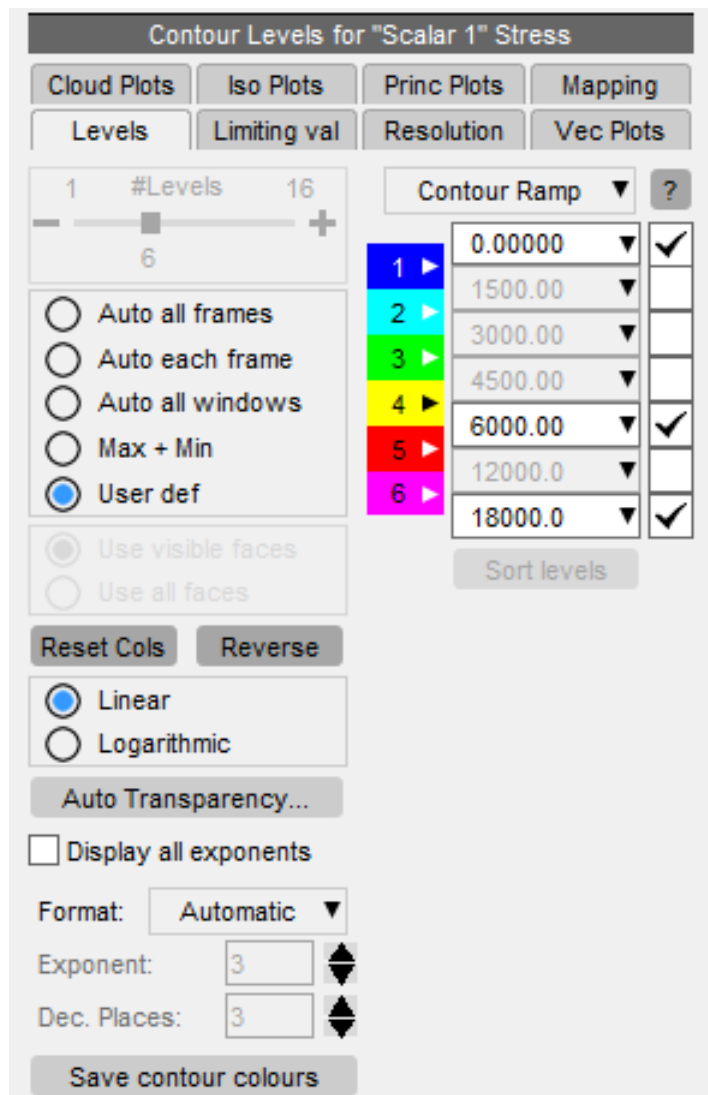 Contour Levels for "Scalar 1" Stress
Cloud Plots Iso Plots Princ Plots Mapping
Levels Limiting val Resolution Vec Plots
1 #Levels 16
6
Auto all frames
Auto each frame
Auto all windows
Max + Min
User def
Use visible faces
Use all faces
Reset Cols Reverse
Linear
Logarithmic
Auto Transparency...
Display all exponents
Format: Automatic
Exponent: 3
Dec. Places: 3
Save contour colours
Contour Ramp ?
0.00000
1
1500.00
2
3000.00
3
4500.00
4
6000.00
5
12000.0
6
18000.0
Sort levels